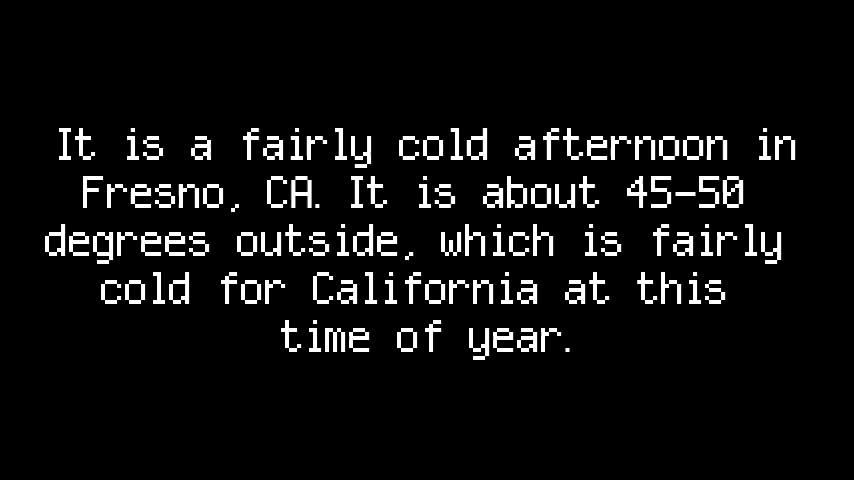 It is a fairly cold afternoon in
Fresno, CA. It is about 45-50
degrees outside, which is fairly
cold for California at this
time of year.